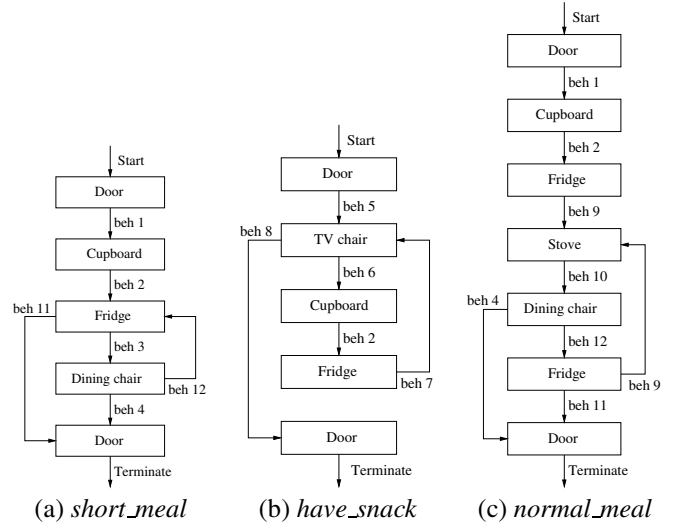 Start
Door
beh 1
Cupboard
beh 2
beh 11
Fridge
beh 3
Dining chair
beh 12
beh 4
Door
Terminate
(a) short_meal
Start
Door
beh 5
beh 8
TV chair
beh 6
Cupboard
beh 2
Fridge
beh 7
Door
Terminate
(b) have_snack
Start
Door
beh 1
Cupboard
beh 2
Fridge
beh 9
Stove
beh 10
beh 4
Dining chair
beh 12
Fridge
beh 9
beh 11
Door
Terminate
(c) normal_meal